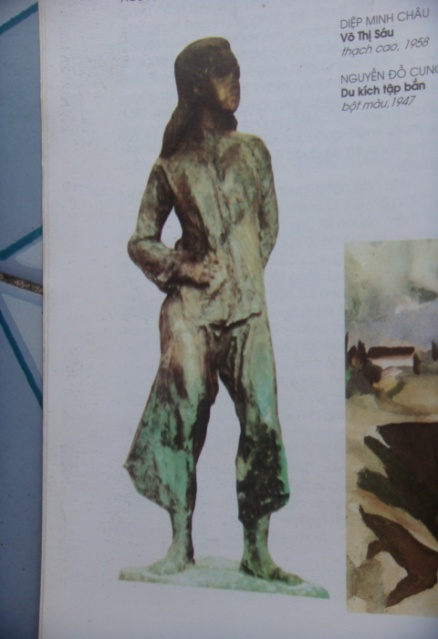 DIỆP MINH CHÂU
Võ Thị Sáu
thạch cao, 1958
NGUYỄN ĐỖ CUNG
Du kích tập bắn
bột màu, 1947